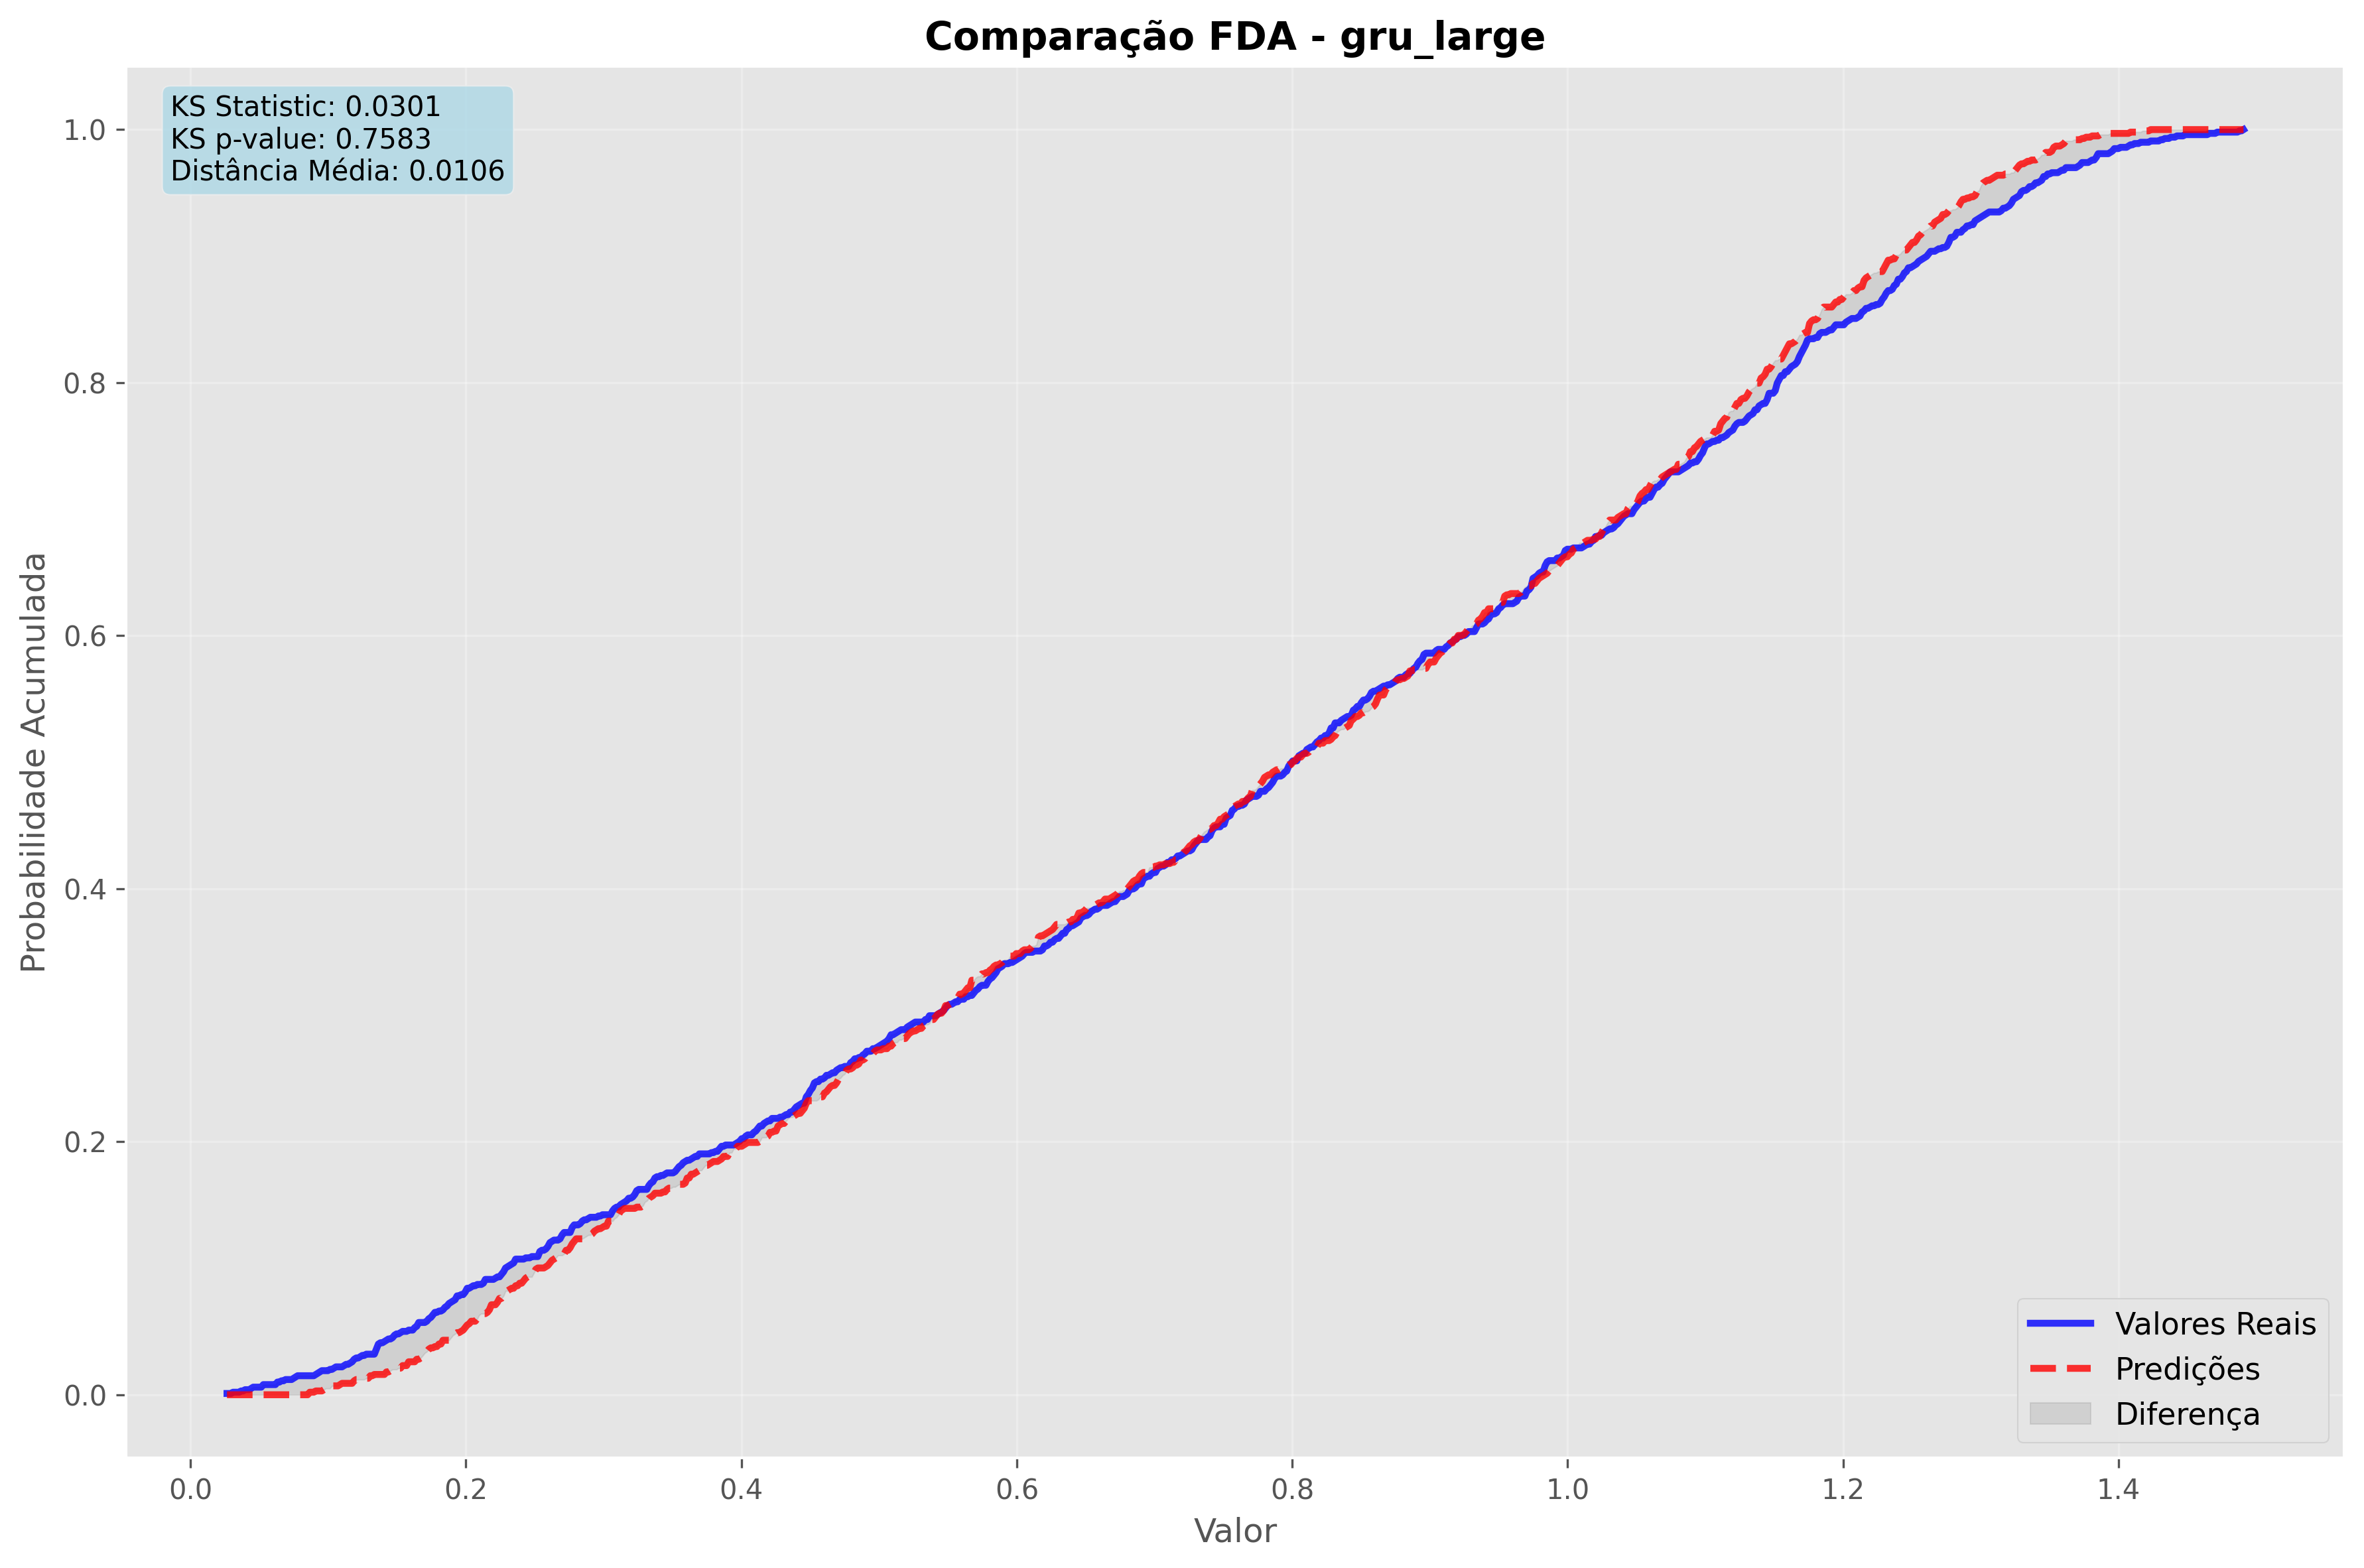 Comparação FDA - gru_large
KS Statistic: 0.0301
KS p-value: 0.7583
Distância Média: 0.0106
Probabilidade Acumulada
1.0
0.8
0.6
0.4
0.2
0.0
Valores Reais
Predições
Diferença
0.0 0.2 0.4 0.6 0.8 1.0 1.2 1.4
Valor